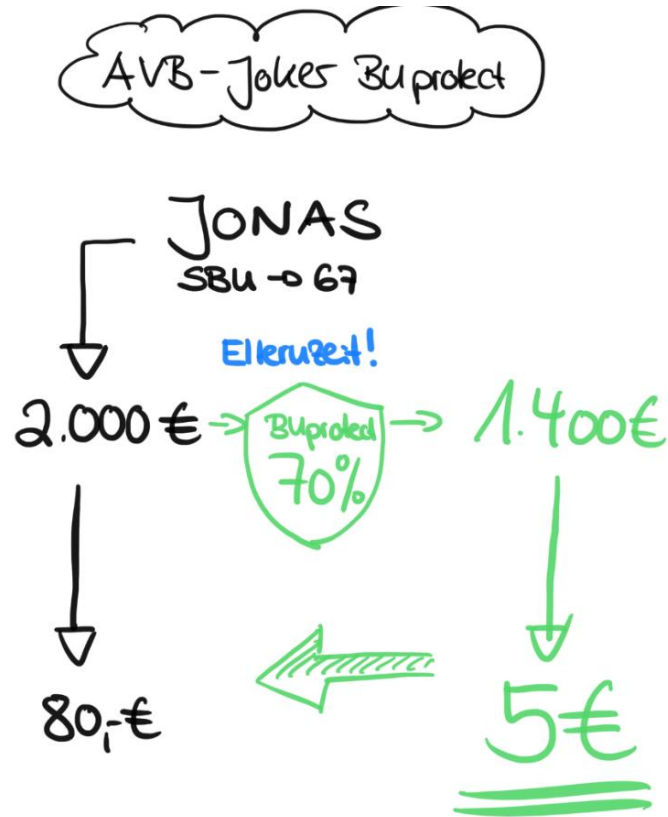 AVB-Joker BUprotect
JONAS
SBU → 67
Elternzeit!
2.000 € → BUprotect → 1.400€
70%
80,-€
5€